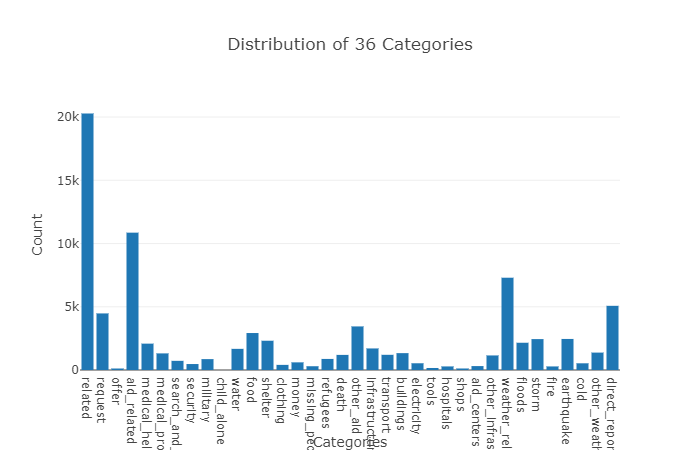 Distribution of 36 Categories
20k
15k
10k
5k
0
Count
related
request
offer
aid_related
medical_hel
medical_pro
search_and_
security
military
child_alone
water
food
shelter
clothing
money
missing_peo
refugees
death
other_aid
infrastructur
transport
buildings
electricity
tools
hospitals
shops
aid_centers
other_infras
weather_rel
floods
storm
fire
earthquake
cold
other_weath
direct_repor
Categories